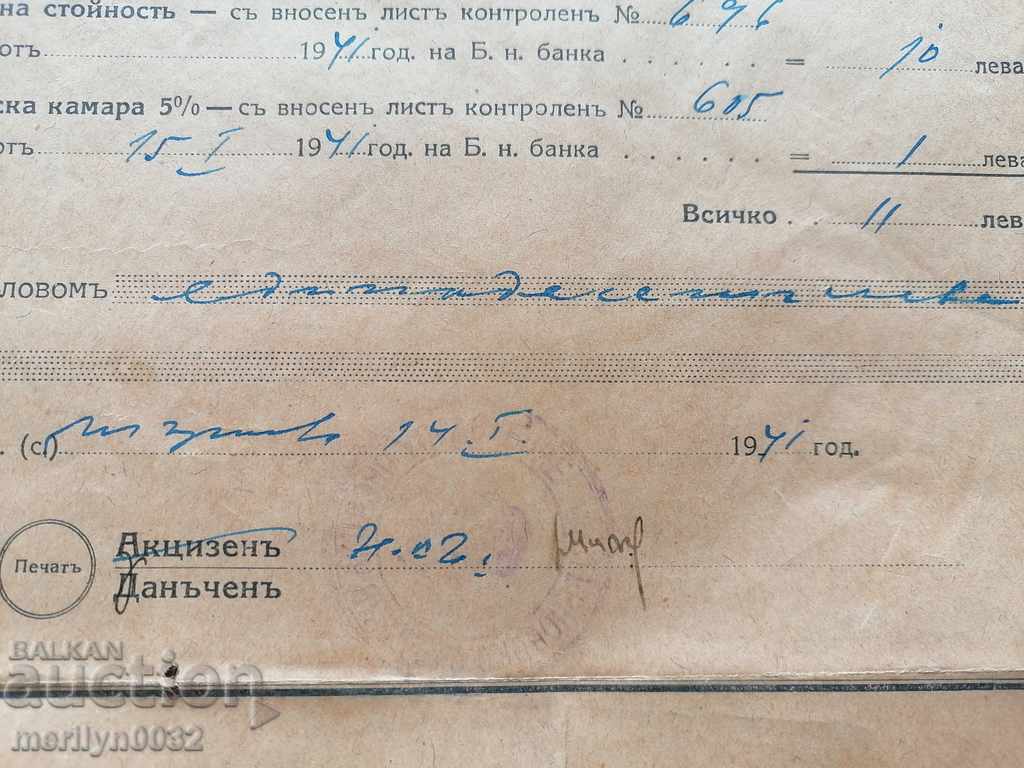 на стойность — съ вносенъ листъ контроленъ № 696
отъ 1941 год. на Б. н. банка = 10 лева
ска камара 5% — съ вносенъ листъ контроленъ № 605
отъ 15 I 1941 год. на Б. н. банка = 1 лева
Всичко 11 лев
ловомъ единадесеть лева
. (с.) 14.I. 1941 год.
Печатъ
Акцизенъ
Данъченъ
BALKAN
auction
merilyn0032